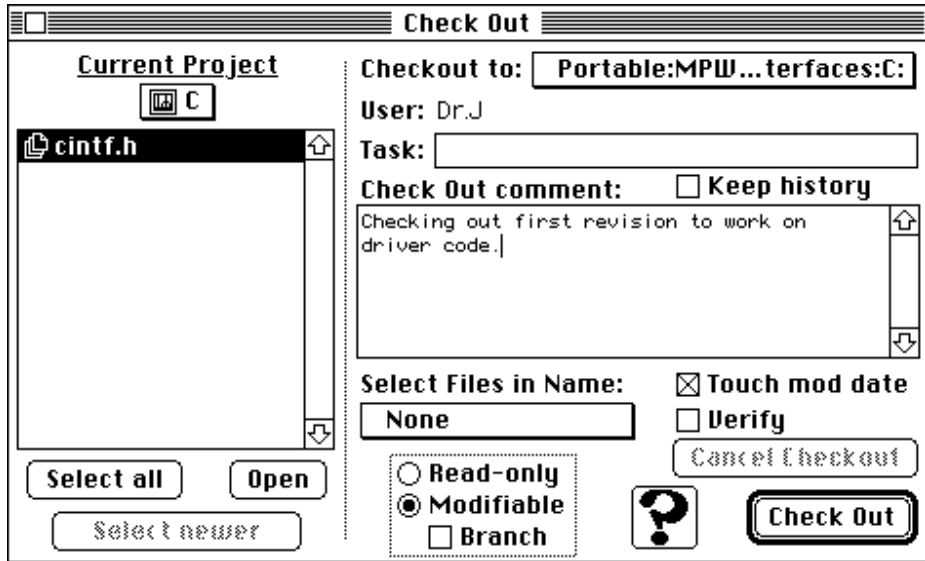 Check Out
Current Project
C
cintf.h
Select all
Open
Select newer
Checkout to:
Portable:MPW...terfaces:C:
User: Dr.J
Task:
Check Out comment:
Keep history
Checking out first revision to work on
driver code.
Select Files in Name:
None
Touch mod date
Verify
Cancel Checkout
Read-only
Modifiable
Branch
?
Check Out